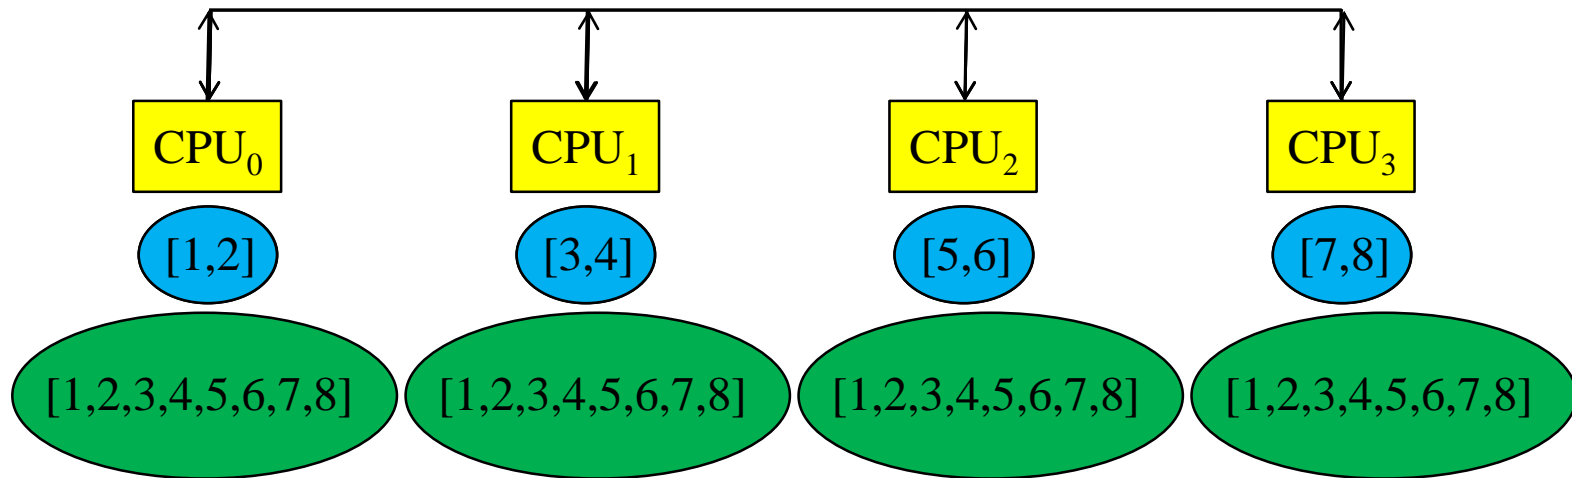 CPU₀ CPU₁ CPU₂ CPU₃
[1,2] [3,4] [5,6] [7,8]
[1,2,3,4,5,6,7,8] [1,2,3,4,5,6,7,8] [1,2,3,4,5,6,7,8] [1,2,3,4,5,6,7,8]